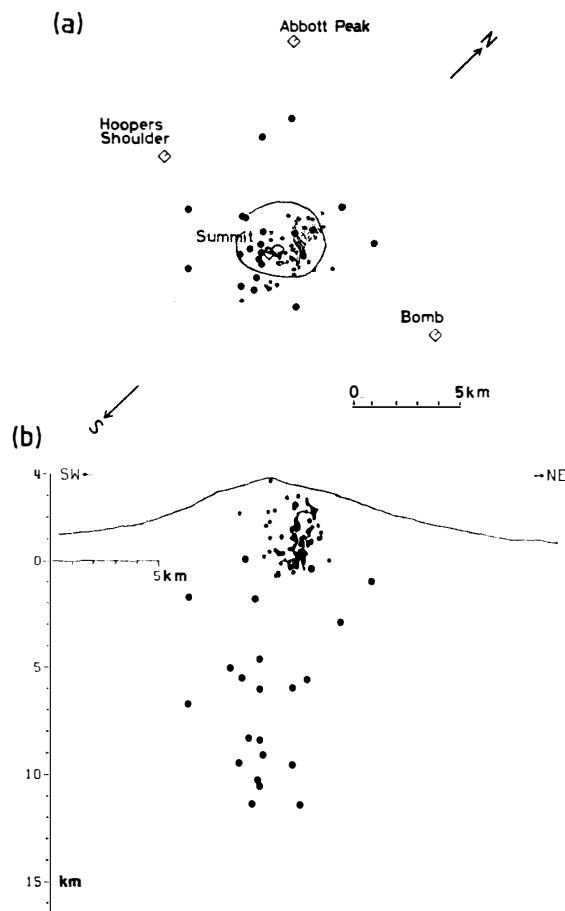 (a)
Abbott Peak
N
Hoopers
Shoulder
Summit
Bomb
0 5km
S
(b)
4
SW
NE
0
5km
5
10
15
km